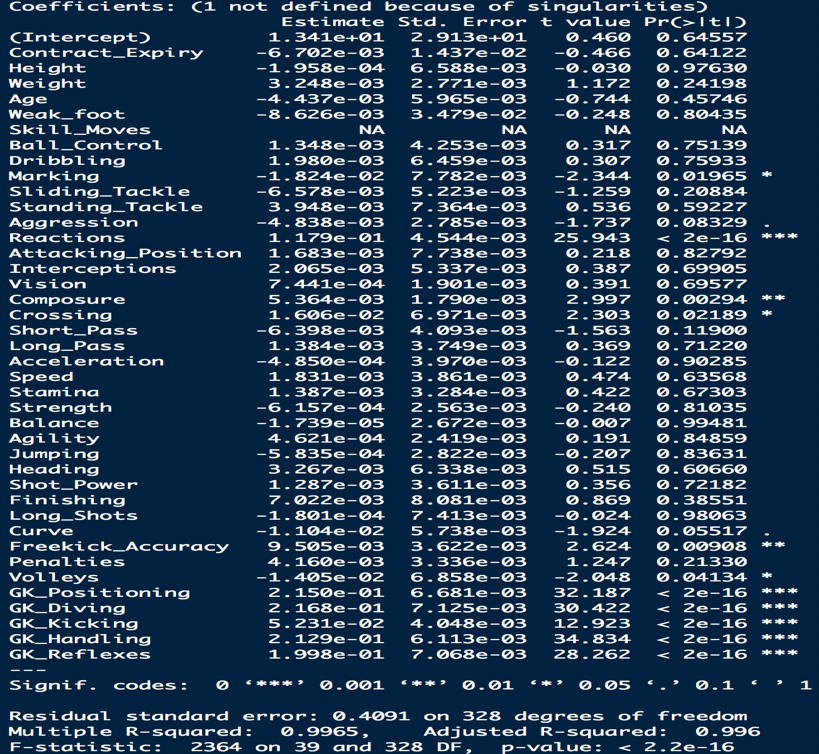 Coefficients: (1 not defined because of singularities)
Estimate Std. Error t value Pr(>|t|)
(Intercept) 1.341e+01 2.913e+01 0.460 0.64557
Contract_Expiry -6.702e-03 1.437e-02 -0.466 0.64122
Height -1.958e-04 6.588e-03 -0.030 0.97630
Weight 3.248e-03 2.771e-03 1.172 0.24198
Age -4.437e-03 5.965e-03 -0.744 0.45746
Weak_foot -8.626e-03 3.479e-02 -0.248 0.80435
Skill_Moves NA NA NA NA
Ball_Control 1.348e-03 4.253e-03 0.317 0.75139
Dribbling 1.980e-03 6.459e-03 0.307 0.75933
Marking -1.824e-02 7.782e-03 -2.344 0.01965 *
Sliding_Tackle -6.578e-03 5.223e-03 -1.259 0.20884
Standing_Tackle 3.948e-03 7.364e-03 0.536 0.59227
Aggression -4.838e-03 2.785e-03 -1.737 0.08329 .
Reactions 1.179e-01 4.544e-03 25.943 < 2e-16 ***
Attacking_Position 1.683e-03 7.738e-03 0.218 0.82792
Interceptions 2.065e-03 5.337e-03 0.387 0.69905
Vision 7.441e-04 1.901e-03 0.391 0.69577
Composure 5.364e-03 1.790e-03 2.997 0.00294 **
Crossing 1.606e-02 6.971e-03 2.303 0.02189 *
Short_Pass -6.398e-03 4.093e-03 -1.563 0.11900
Long_Pass 1.384e-03 3.749e-03 0.369 0.71220
Acceleration -4.850e-04 3.970e-03 -0.122 0.90285
Speed 1.831e-03 3.861e-03 0.474 0.63568
Stamina 1.387e-03 3.284e-03 0.422 0.67303
Strength -6.157e-04 2.563e-03 -0.240 0.81035
Balance -1.739e-05 2.672e-03 -0.007 0.99481
Agility 4.621e-04 2.419e-03 0.191 0.84859
Jumping -5.835e-04 2.822e-03 -0.207 0.83631
Heading 3.267e-03 6.338e-03 0.515 0.60660
Shot_Power 1.287e-03 3.611e-03 0.356 0.72182
Finishing 7.022e-03 8.081e-03 0.869 0.38551
Long_Shots -1.801e-04 7.413e-03 -0.024 0.98063
Curve -1.104e-02 5.738e-03 -1.924 0.05517 .
Freekick_Accuracy 9.505e-03 3.622e-03 2.624 0.00908 **
Penalties 4.160e-03 3.336e-03 1.247 0.21330
Volleys -1.405e-02 6.858e-03 -2.048 0.04134 *
GK_Positioning 2.150e-01 6.681e-03 32.187 < 2e-16 ***
GK_Diving 2.168e-01 7.125e-03 30.422 < 2e-16 ***
GK_Kicking 5.231e-02 4.048e-03 12.923 < 2e-16 ***
GK_Handling 2.129e-01 6.113e-03 34.834 < 2e-16 ***
GK_Reflexes 1.998e-01 7.068e-03 28.262 < 2e-16 ***
---
Signif. codes: 0 ‘***’ 0.001 ‘**’ 0.01 ‘*’ 0.05 ‘.’ 0.1 ‘ ’ 1
Residual standard error: 0.4091 on 328 degrees of freedom
Multiple R-squared: 0.9965, Adjusted R-squared: 0.996
F-statistic: 2364 on 39 and 328 DF, p-value: < 2.2e-16